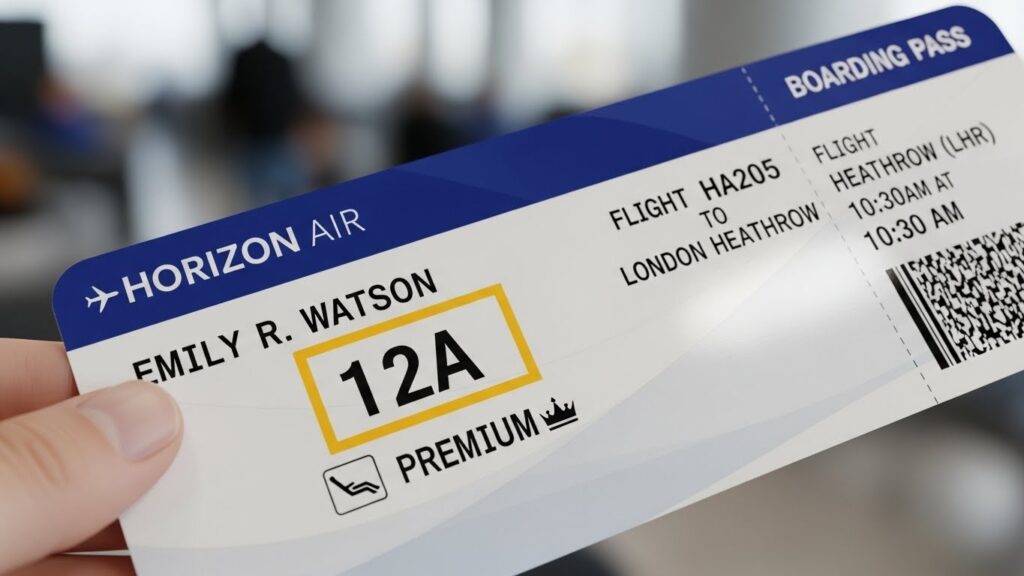 HORIZON AIR
BOARDING PASS
EMILY R. WATSON
12A
PREMIUM
FLIGHT HA205
TO
LONDON HEATHROW
FLIGHT
HEATHROW (LHR)
10:30AM AT
10:30 AM